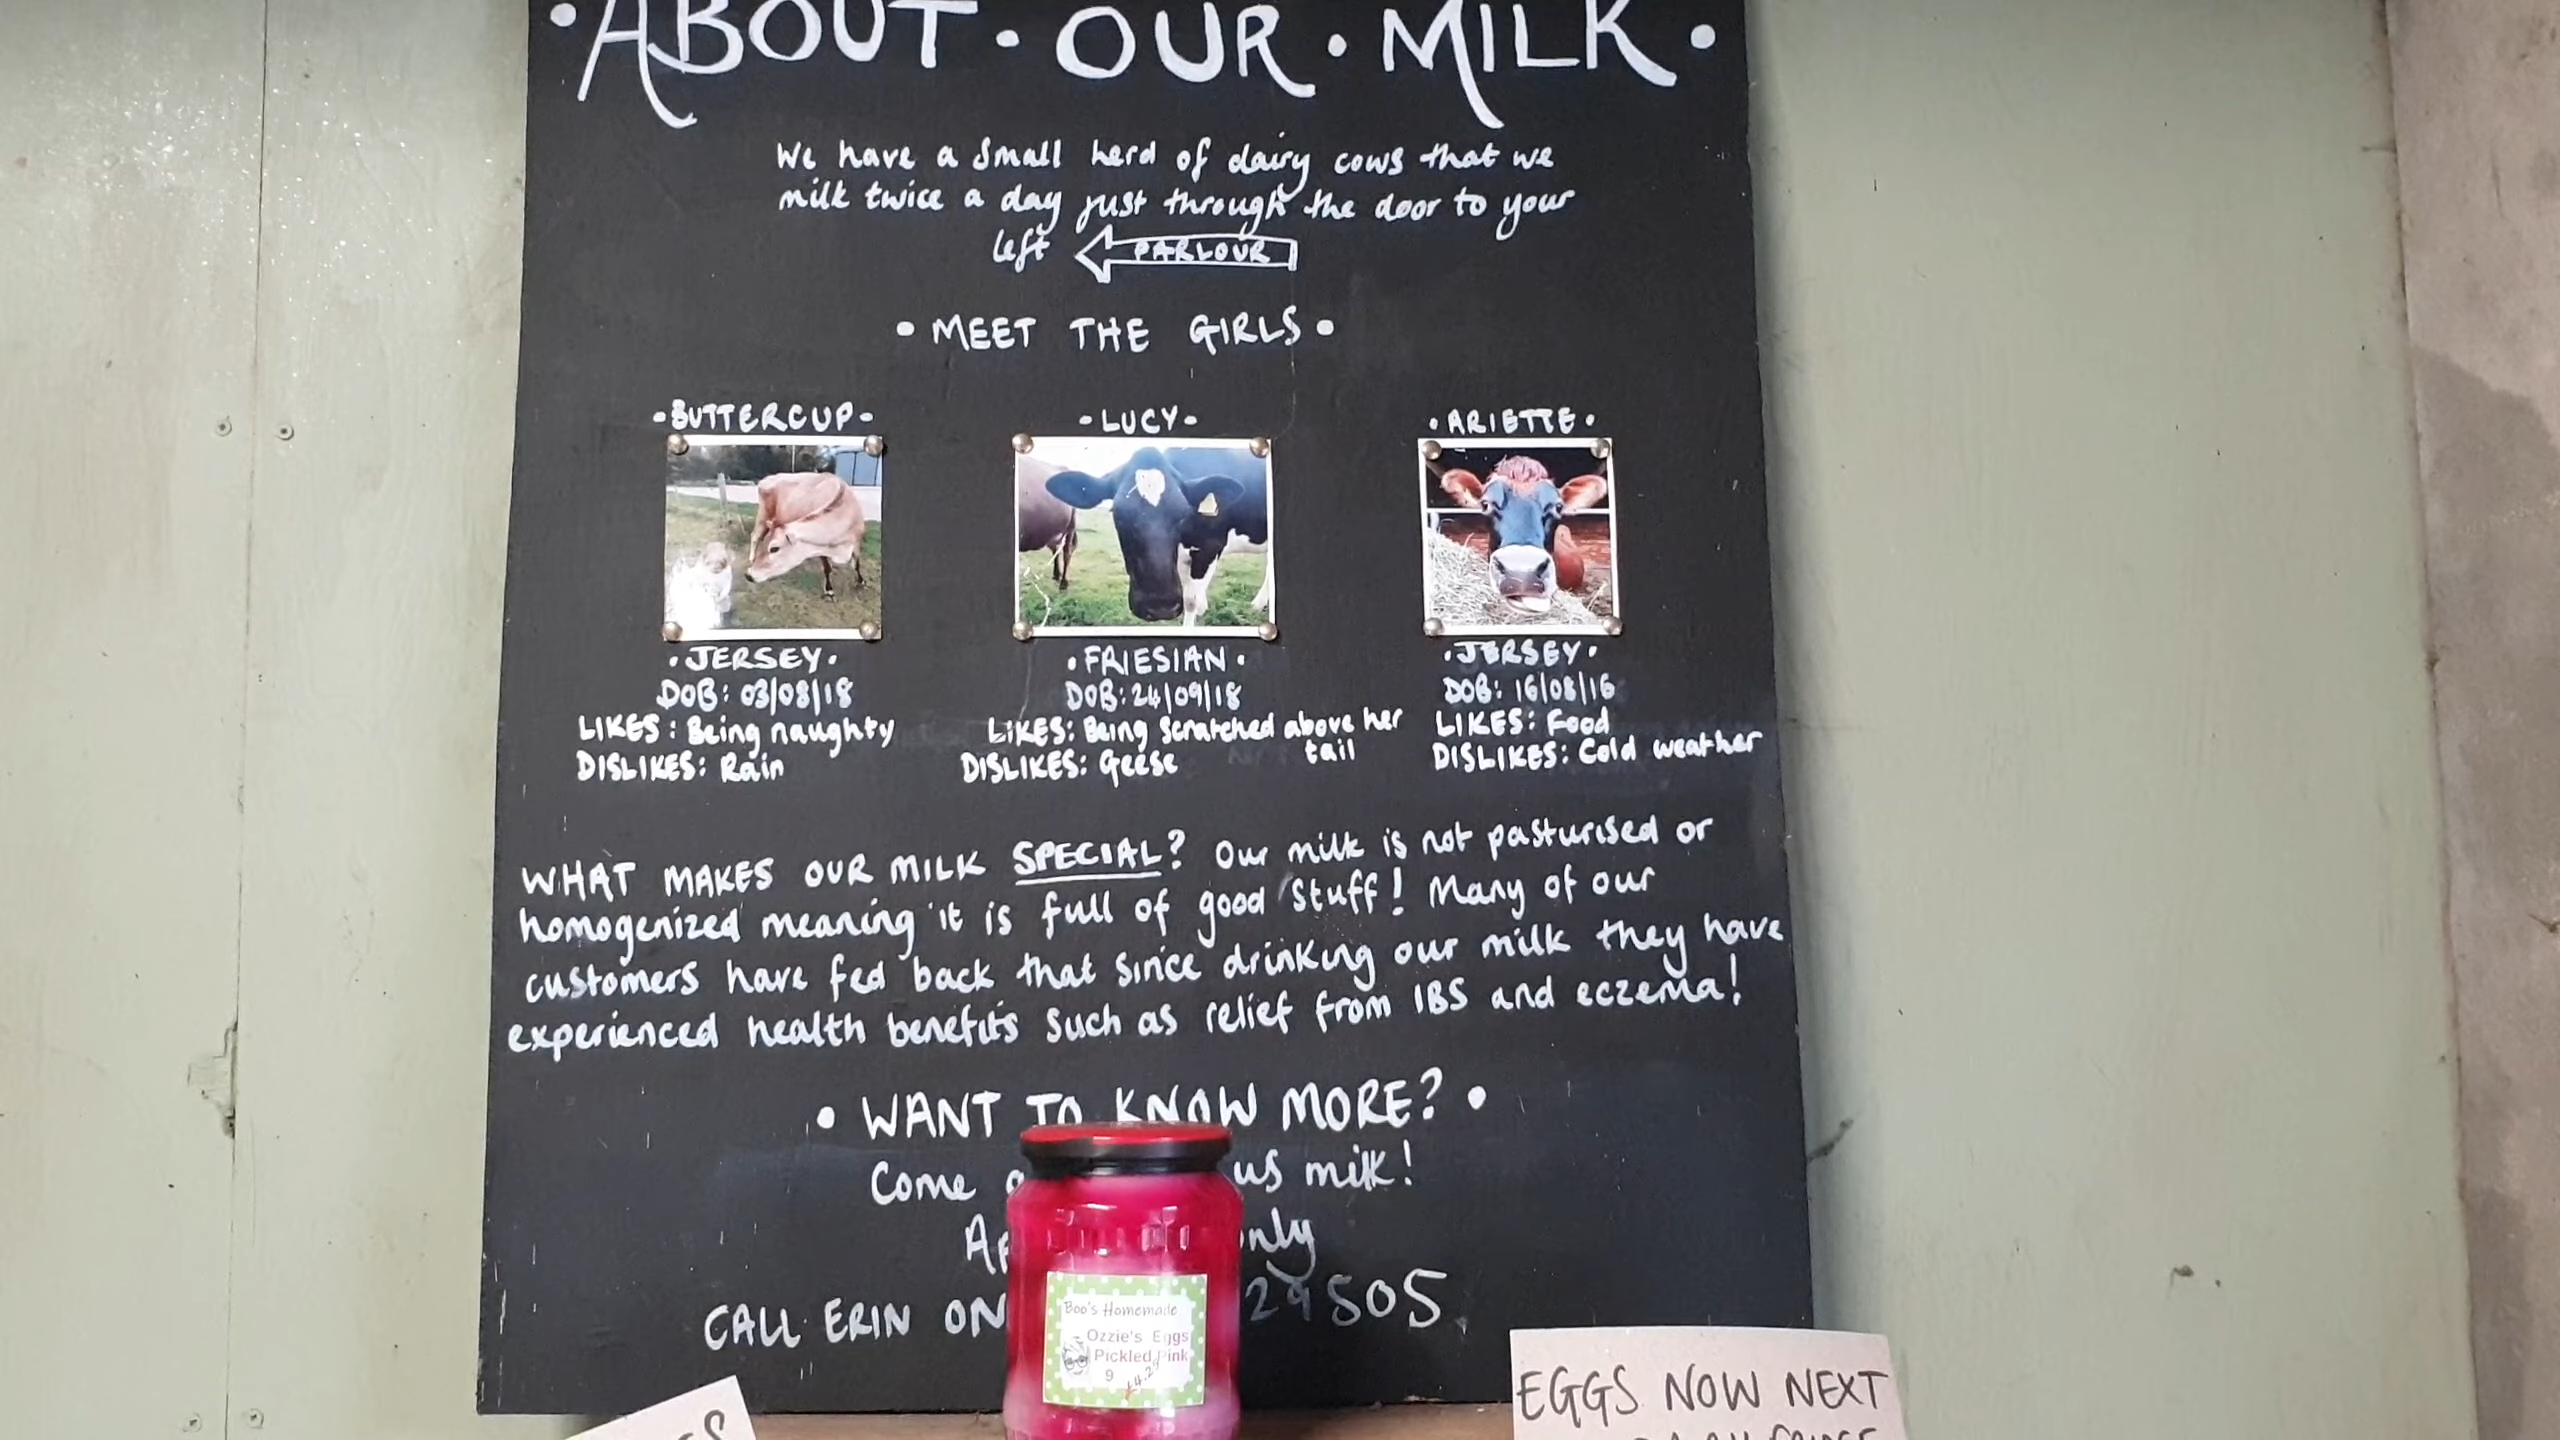 •ABOUT•OUR•MILK•
We have a small herd of dairy cows that we
milk twice a day just through the door to your
left PARLOUR
•MEET THE GIRLS•
-BUTTERCUP-
•JERSEY•
DOB: 03/08/18
LIKES: Being naughty
DISLIKES: Rain
-LUCY-
•FRIESIAN•
DOB: 24/09/18
LIKES: Being scratched above her
tail
DISLIKES: Geese
•ARIETTE•
•JERSEY•
DOB: 16/08/16
LIKES: Food
DISLIKES: Cold weather
WHAT MAKES OUR MILK SPECIAL? Our milk is not pasturised or
homogenized meaning it is full of good stuff! Many of our
customers have fed back that since drinking our milk they have
experienced health benefits such as relief from IBS and eczema!
•WANT TO KNOW MORE?•
Come us milk!
CALL ERIN ON 29505
Boo's Homemade
Ozzie's Eggs
Pickled Pink
9
EGGS NOW NEXT